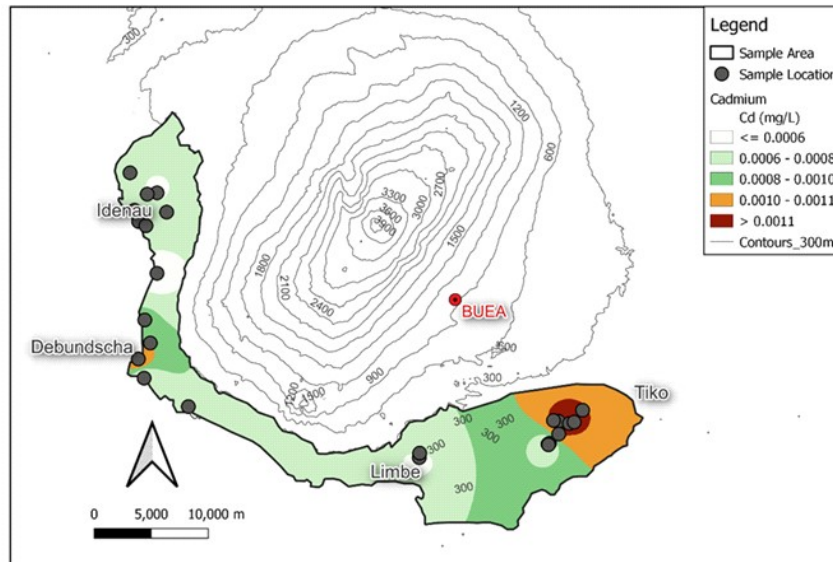 300
Legend
Sample Area
Sample Location
Cadmium
Cd (mg/L)
<= 0.0006
0.0006 - 0.0008
0.0008 - 0.0010
0.0010 - 0.0011
> 0.0011
Contours_300m
1200
600
2700
3300
3000
3600
3900
1500
1800
2100
2400
Idenau
BUEA
Debundscha
300
900
1200
1500
Tiko
300
300
300
300
300
Limbe
0 5,000 10,000 m